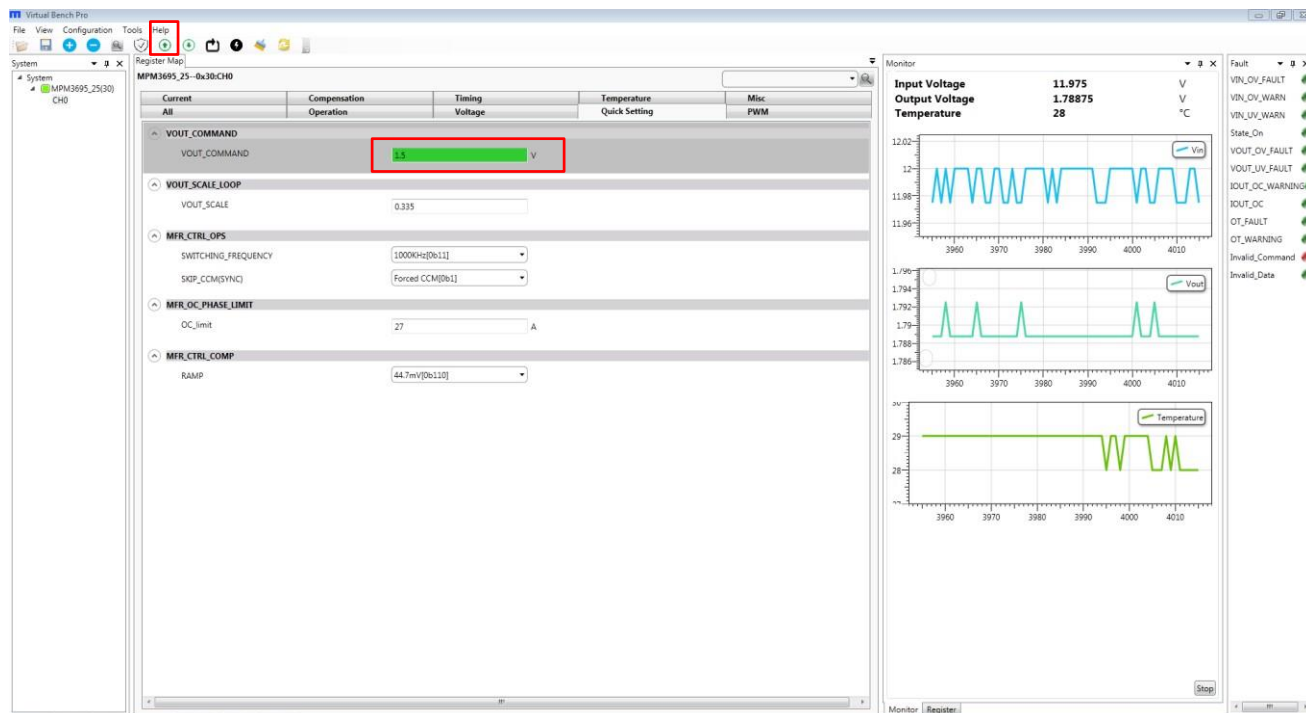 Virtual Bench Pro
File View Configuration Tools Help
System
System
MPM3695_25(30)
CH0
Register Map
MPM3695_25--0x30:CH0
Current Compensation Timing Temperature Misc
All Operation Voltage Quick Setting PWM
VOUT_COMMAND
VOUT_COMMAND 1.5 V
VOUT_SCALE_LOOP
VOUT_SCALE 0.335
MFR_CTRL_OPS
SWITCHING_FREQUENCY 1000KHz[0b11]
SKIP_CCM(SYNC) Forced CCM[0b1]
MFR_OC_PHASE_LIMIT
OC_limit 27 A
MFR_CTRL_COMP
RAMP 44.7mV[0b110]
Monitor
Input Voltage 11.975 V
Output Voltage 1.78875 V
Temperature 28 °C
12.02
Vin
12
11.98
11.96
3960 3970 3980 3990 4000 4010
1.796
1.794
Vout
1.792
1.79
1.788
1.786
3960 3970 3980 3990 4000 4010
30
Temperature
29
28
3960 3970 3980 3990 4000 4010
Stop
Monitor Register
Fault
VIN_OV_FAULT
VIN_OV_WARN
VIN_UV_WARN
State_On
VOUT_OV_FAULT
VOUT_UV_FAULT
IOUT_OC_WARNING
IOUT_OC
OT_FAULT
OT_WARNING
Invalid_Command
Invalid_Data